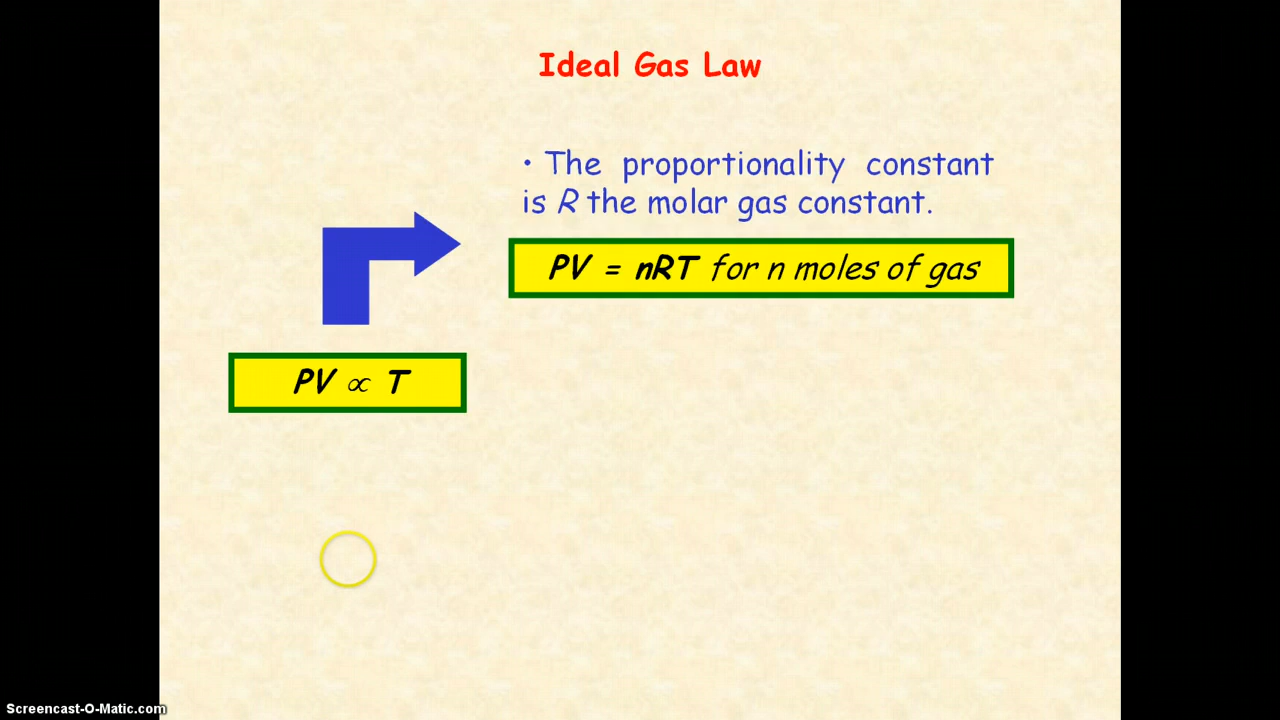 Ideal Gas Law
• The proportionality constant
is R the molar gas constant.
PV = nRT for n moles of gas
PV ∝ T
Screencast-O-Matic.com